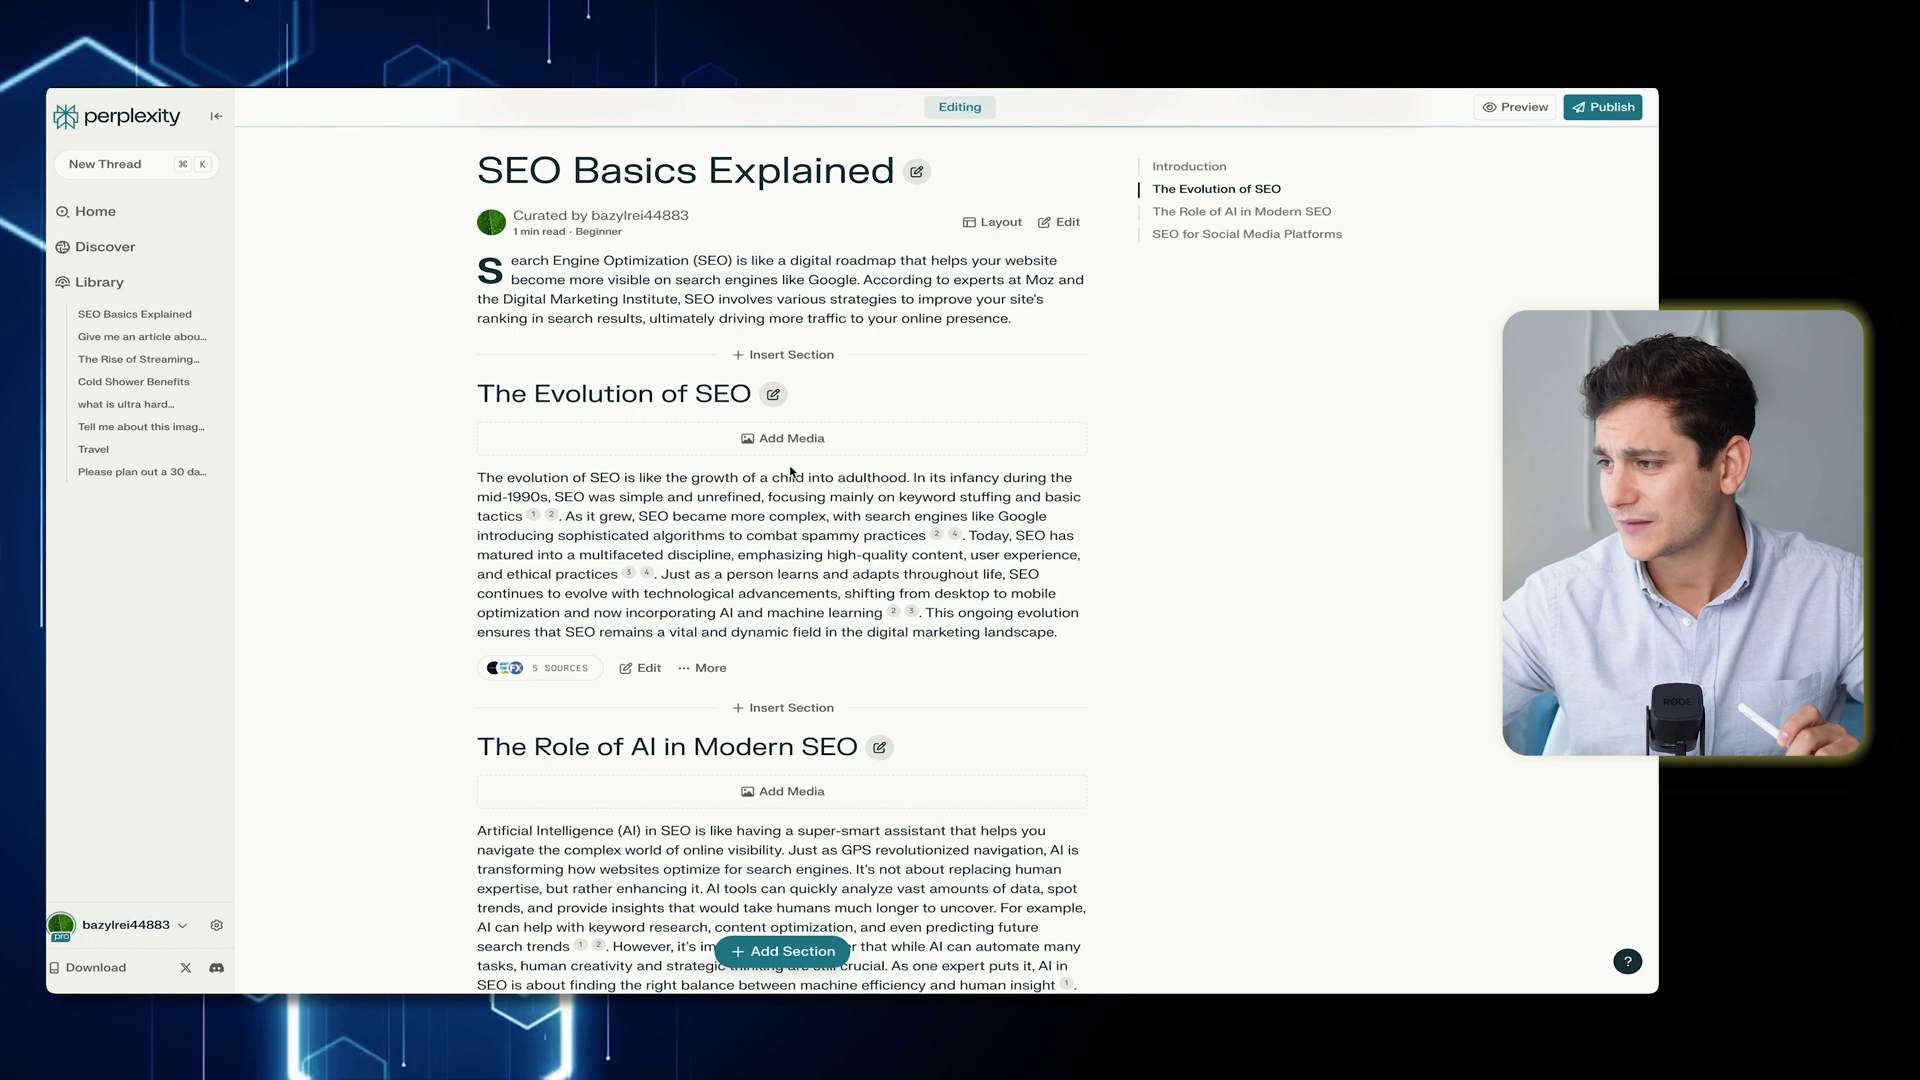 perplexity
New Thread ⌘ K
Home
Discover
Library
SEO Basics Explained
Give me an article abou...
The Rise of Streaming...
Cold Shower Benefits
what is ultra hard...
Tell me about this imag...
Travel
Please plan out a 30 da...
bazylrei44883
pro
Download
Editing
Preview
Publish
SEO Basics Explained
Curated by bazylrei44883
1 min read · Beginner
Layout
Edit
Search Engine Optimization (SEO) is like a digital roadmap that helps your website
become more visible on search engines like Google. According to experts at Moz and
the Digital Marketing Institute, SEO involves various strategies to improve your site's
ranking in search results, ultimately driving more traffic to your online presence.
+ Insert Section
The Evolution of SEO
Add Media
The evolution of SEO is like the growth of a child into adulthood. In its infancy during the
mid-1990s, SEO was simple and unrefined, focusing mainly on keyword stuffing and basic
tactics 1 2. As it grew, SEO became more complex, with search engines like Google
introducing sophisticated algorithms to combat spammy practices 2 4. Today, SEO has
matured into a multifaceted discipline, emphasizing high-quality content, user experience,
and ethical practices 3 4. Just as a person learns and adapts throughout life, SEO
continues to evolve with technological advancements, shifting from desktop to mobile
optimization and now incorporating AI and machine learning 2 3. This ongoing evolution
ensures that SEO remains a vital and dynamic field in the digital marketing landscape.
FX 5 SOURCES
Edit
··· More
+ Insert Section
The Role of AI in Modern SEO
Add Media
Artificial Intelligence (AI) in SEO is like having a super-smart assistant that helps you
navigate the complex world of online visibility. Just as GPS revolutionized navigation, AI is
transforming how websites optimize for search engines. It's not about replacing human
expertise, but rather enhancing it. AI tools can quickly analyze vast amounts of data, spot
trends, and provide insights that would take humans much longer to uncover. For example,
AI can help with keyword research, content optimization, and even predicting future
search trends 1 2. However, it's im r that while AI can automate many
tasks, human creativity and strategic thinking are still crucial. As one expert puts it, AI in
SEO is about finding the right balance between machine efficiency and human insight 1.
+ Add Section
Introduction
The Evolution of SEO
The Role of AI in Modern SEO
SEO for Social Media Platforms
?
RØDE